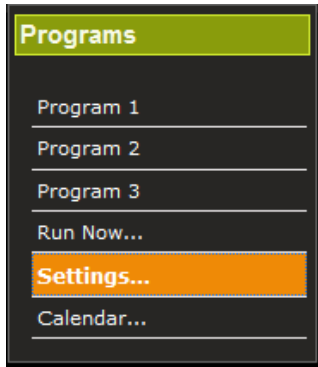 Programs
Program 1
Program 2
Program 3
Run Now...
Settings...
Calendar...